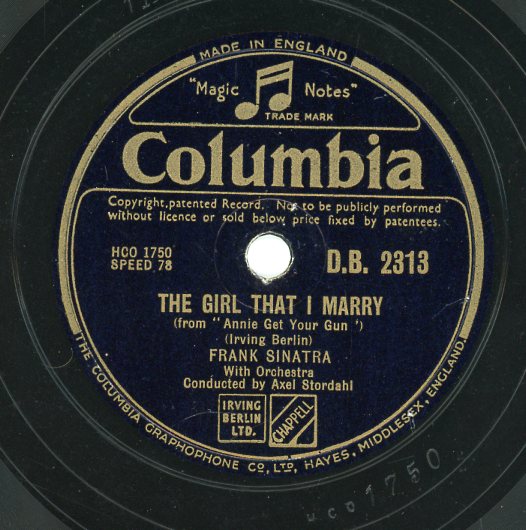 MADE IN ENGLAND
"Magic Notes"
TRADE MARK
Columbia
Copyright, patented Record. Not to be publicly performed
without licence or sold below price fixed by patentees.
HCO 1750
SPEED 78
D.B. 2313
THE GIRL THAT I MARRY
(from "Annie Get Your Gun')
(Irving Berlin)
FRANK SINATRA
With Orchestra
Conducted by Axel Stordahl
IRVING
BERLIN
LTD.
CHAPPELL
THE COLUMBIA GRAPHOPHONE CO, LTD, HAYES, MIDDLESEX, ENGLAND.
HCO 1750